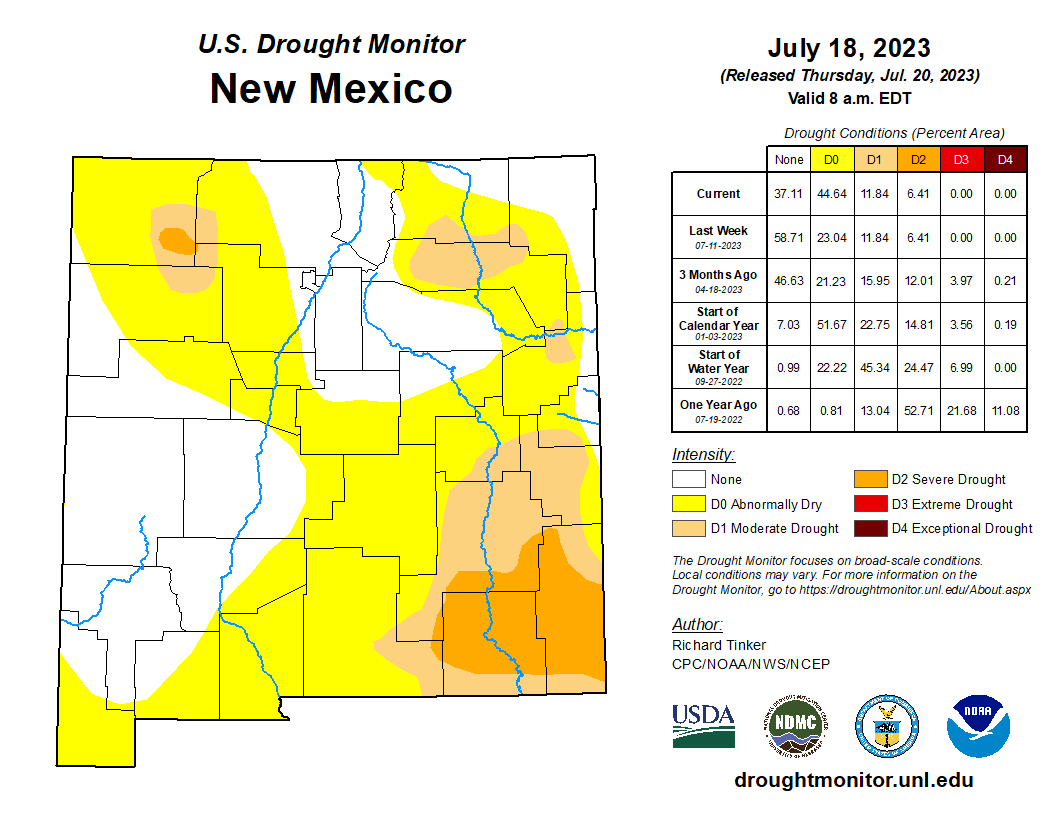 U.S. Drought Monitor
New Mexico
July 18, 2023
(Released Thursday, Jul. 20, 2023)
Valid 8 a.m. EDT
Drought Conditions (Percent Area)
None D0 D1 D2 D3 D4
Current 37.11 44.64 11.84 6.41 0.00 0.00
Last Week
07-11-2023 58.71 23.04 11.84 6.41 0.00 0.00
3 Months Ago
04-18-2023 46.63 21.23 15.95 12.01 3.97 0.21
Start of
Calendar Year
01-03-2023 7.03 51.67 22.75 14.81 3.56 0.19
Start of
Water Year
09-27-2022 0.99 22.22 45.34 24.47 6.99 0.00
One Year Ago
07-19-2022 0.68 0.81 13.04 52.71 21.68 11.08
Intensity:
None
D0 Abnormally Dry
D1 Moderate Drought
D2 Severe Drought
D3 Extreme Drought
D4 Exceptional Drought
The Drought Monitor focuses on broad-scale conditions.
Local conditions may vary. For more information on the
Drought Monitor, go to https://droughtmonitor.unl.edu/About.aspx
Author:
Richard Tinker
CPC/NOAA/NWS/NCEP
USDA
NDMC
NOAA
droughtmonitor.unl.edu